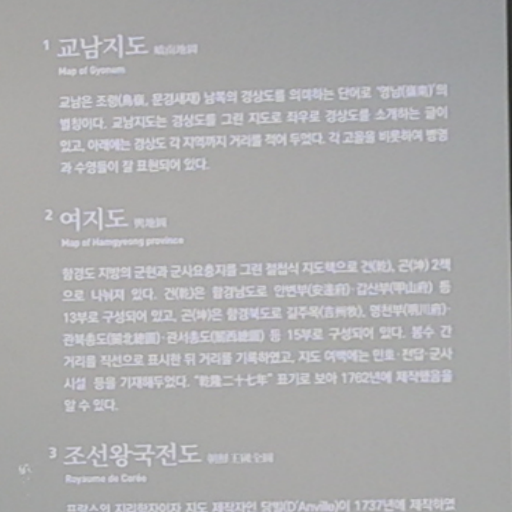 1 교남지도 嶠南地圖
Map of Gyonam
교남은 조령(鳥嶺, 문경새재) 남쪽의 경상도를 의미하는 단어로 '영남(嶺南)'의
별칭이다. 교남지도는 경상도를 그린 지도로 좌우로 경상도를 소개하는 글이
있고, 아래에는 경상도 각 지역까지 거리를 적어 두었다. 각 고을을 비롯하여 병영
과 수영들이 잘 표현되어 있다.
2 여지도 輿地圖
Map of Hamgyeong province
함경도 지방의 군현과 군사요충지를 그린 절첩식 지도책으로 건(乾), 곤(坤) 2책
으로 나눠져 있다. 건(乾)은 함경남도로 안변부(安邊府)·갑산부(甲山府) 등
13부로 구성되어 있고, 곤(坤)은 함경북도로 길주목(吉州牧), 명천부(明川府)·
관북총도(關北總圖)·관서총도(關西總圖) 등 15부로 구성되어 있다. 봉수 간
거리를 직선으로 표시한 뒤 거리를 기록하였고, 지도 여백에는 민호·전답·군사
시설 등을 기재해두었다. "乾隆二十七年" 표기로 보아 1762년에 제작했음을
알 수 있다.
3 조선왕국전도
Royaume de Corée
프랑스의 지리학자이자 지도 제작자인 당빌(D'Anville)이 1737년에 제작하였